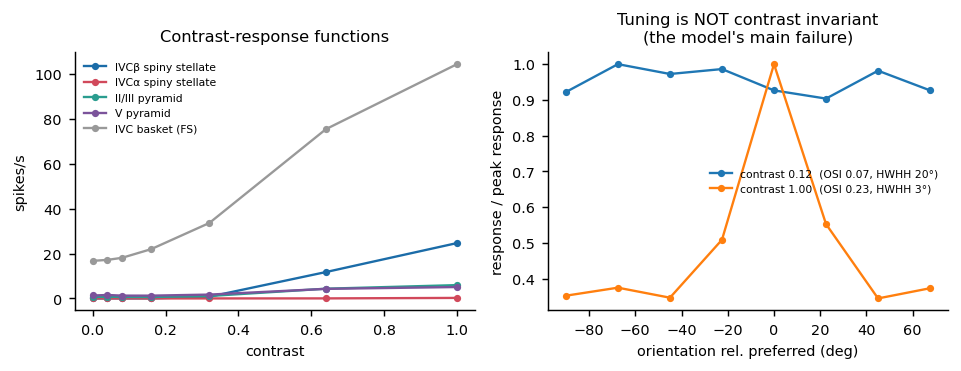 Contrast-response functions
IVCβ spiny stellate
IVCα spiny stellate
II/III pyramid
V pyramid
IVC basket (FS)
100
80
60
40
20
0
spikes/s
0.0
0.2
0.4
0.6
0.8
1.0
contrast
Tuning is NOT contrast invariant
(the model's main failure)
1.0
0.9
0.8
0.7
0.6
0.5
0.4
response / peak response
contrast 0.12  (OSI 0.07, HWHH 20°)
contrast 1.00  (OSI 0.23, HWHH 3°)
−80
−60
−40
−20
0
20
40
60
orientation rel. preferred (deg)